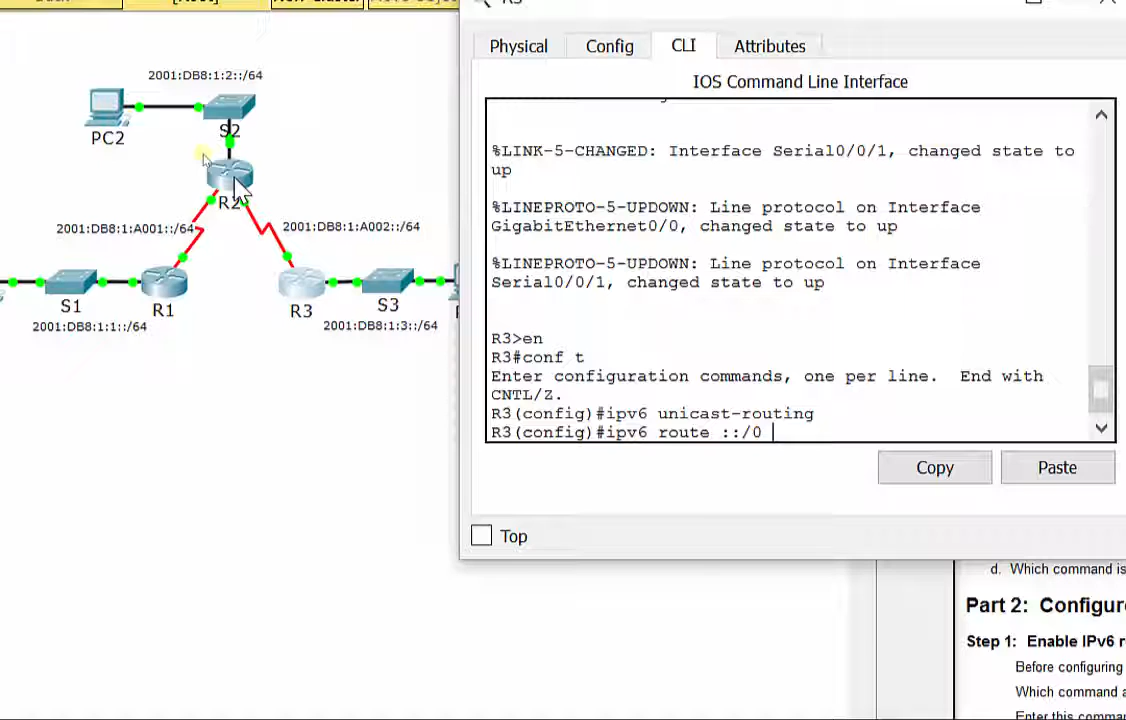 [Root]
R3
Physical
Config
CLI
Attributes
IOS Command Line Interface
%LINK-5-CHANGED: Interface Serial0/0/1, changed state to
up
%LINEPROTO-5-UPDOWN: Line protocol on Interface
GigabitEthernet0/0, changed state to up
%LINEPROTO-5-UPDOWN: Line protocol on Interface
Serial0/0/1, changed state to up
R3>en
R3#conf t
Enter configuration commands, one per line.  End with
CNTL/Z.
R3(config)#ipv6 unicast-routing
R3(config)#ipv6 route ::/0
Copy
Paste
Top
2001:DB8:1:2::/64
PC2
S2
R2
2001:DB8:1:A001::/64
2001:DB8:1:A002::/64
S1
R1
R3
S3
2001:DB8:1:1::/64
2001:DB8:1:3::/64
d. Which command is
Part 2: Configur
Step 1: Enable IPv6 r
Before configuring
Which command a
Enter this comma